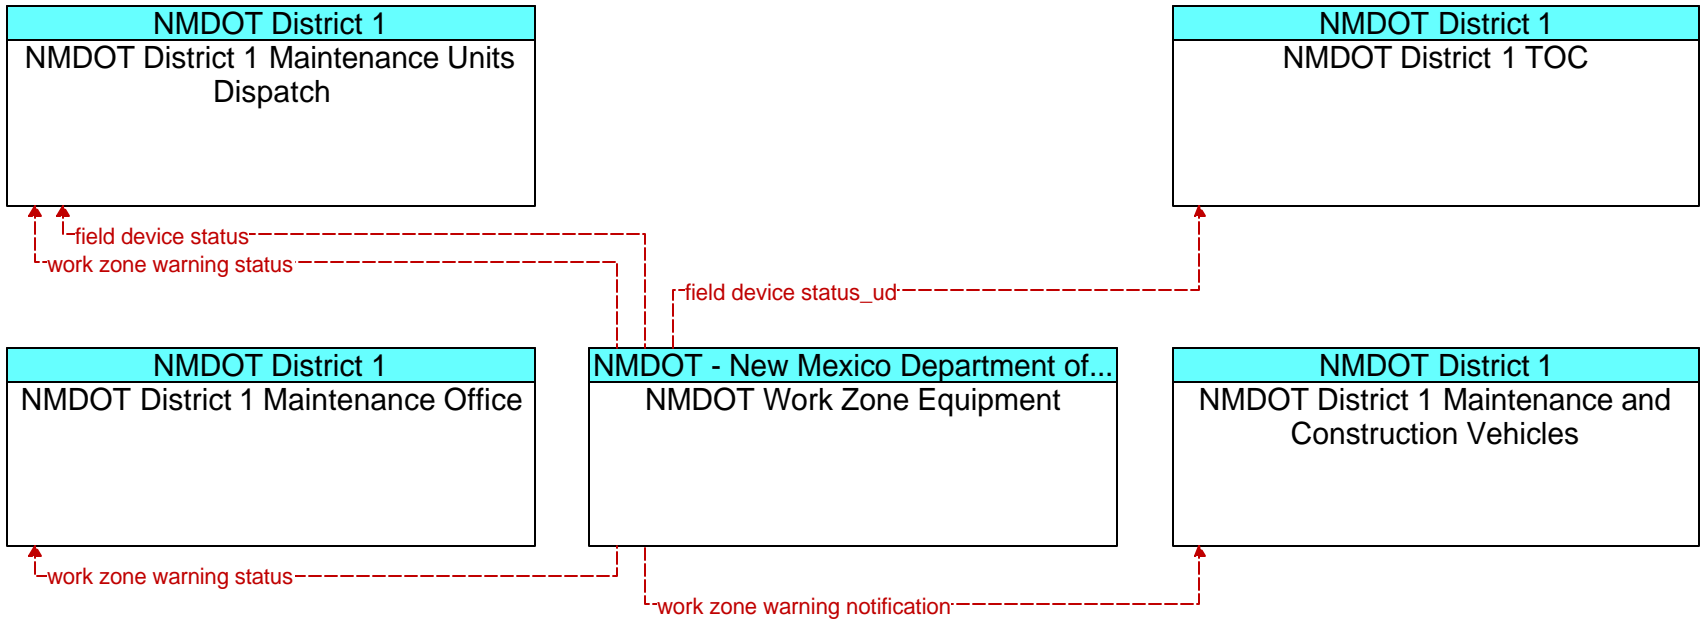 NMDOT District 1
NMDOT District 1 Maintenance Units
Dispatch
NMDOT District 1
NMDOT District 1 TOC
field device status
work zone warning status
field device status_ud
NMDOT District 1
NMDOT District 1 Maintenance Office
NMDOT - New Mexico Department of...
NMDOT Work Zone Equipment
NMDOT District 1
NMDOT District 1 Maintenance and
Construction Vehicles
work zone warning status
work zone warning notification